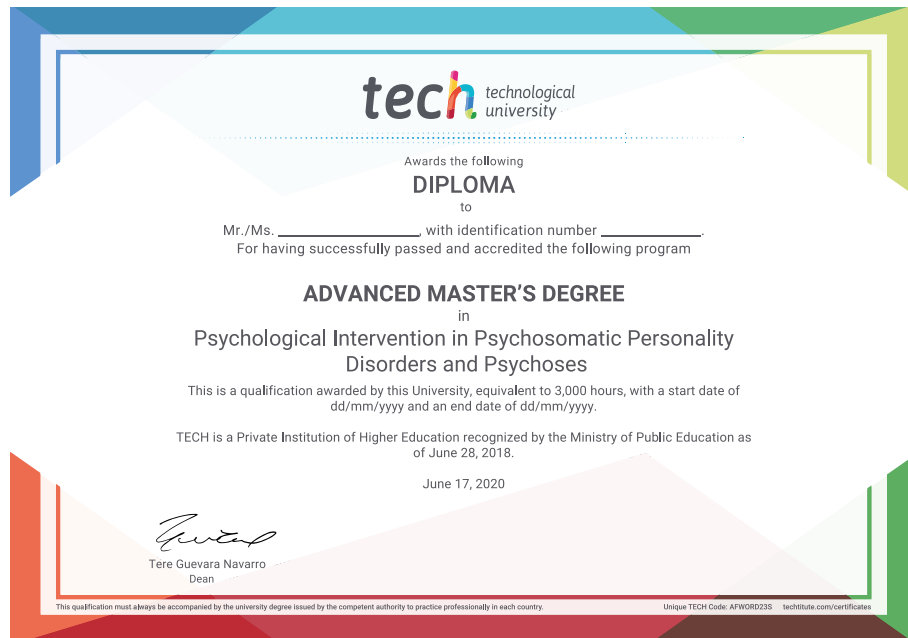 tech technological
university
Awards the following
DIPLOMA
to
Mr./Ms. ____________________, with identification number ______________.
For having successfully passed and accredited the following program
ADVANCED MASTER'S DEGREE
in
Psychological Intervention in Psychosomatic Personality
Disorders and Psychoses
This is a qualification awarded by this University, equivalent to 3,000 hours, with a start date of
dd/mm/yyyy and an end date of dd/mm/yyyy.
TECH is a Private Institution of Higher Education recognized by the Ministry of Public Education as
of June 28, 2018.
June 17, 2020
Tere Guevara Navarro
Dean
This qualification must always be accompanied by the university degree issued by the competent authority to practice professionally in each country. Unique TECH Code: AFWORD23S techtitute.com/certificates